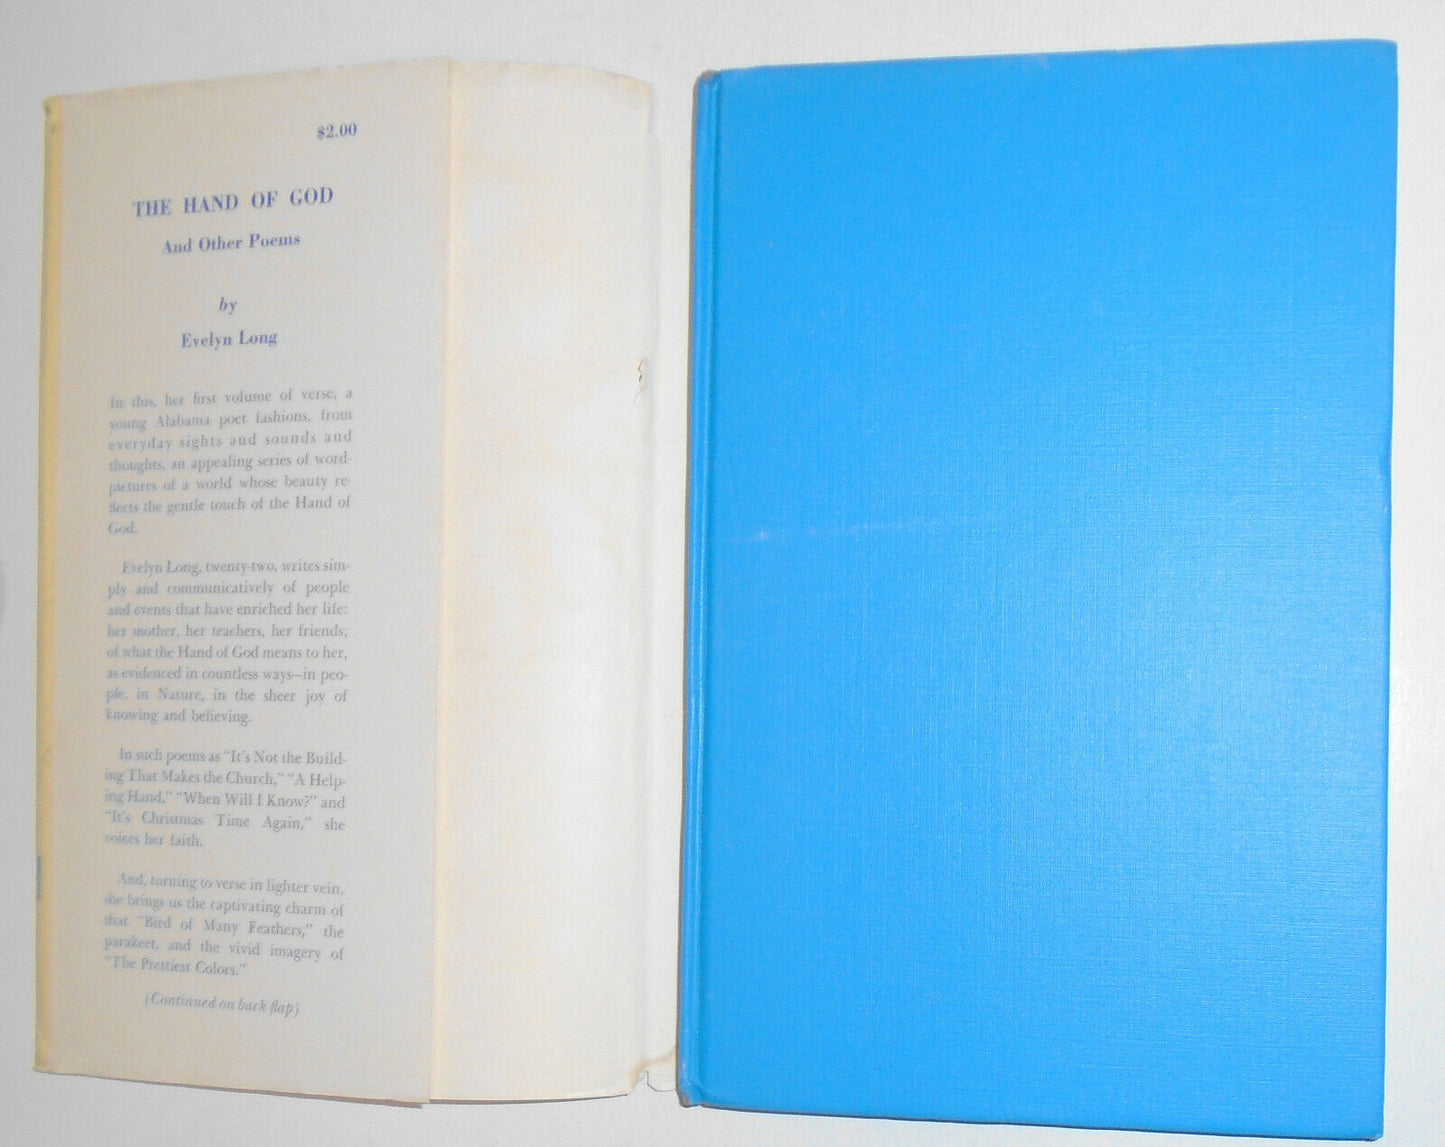 $2.00
THE HAND OF GOD
And Other Poems
by
Evelyn Long
In this, her first volume of verse, a
young Alabama poet fashions, from
everyday sights and sounds and
thoughts, an appealing series of word-
pictures of a world whose beauty re-
flects the gentle touch of the Hand of
God.
Evelyn Long, twenty-two, writes sim-
ply and communicatively of people
and events that have enriched her life:
her mother, her teachers, her friends;
of what the Hand of God means to her,
as evidenced in countless ways—in peo-
ple, in Nature, in the sheer joy of
knowing and believing.
In such poems as "It's Not the Build-
ing That Makes the Church," "A Help-
ing Hand," "When Will I Know?" and
"It's Christmas Time Again," she
voices her faith.
And, turning to verse in lighter vein,
she brings us the captivating charm of
that "Bird of Many Feathers," the
parakeet, and the vivid imagery of
"The Prettiest Colors."
(Continued on back flap)